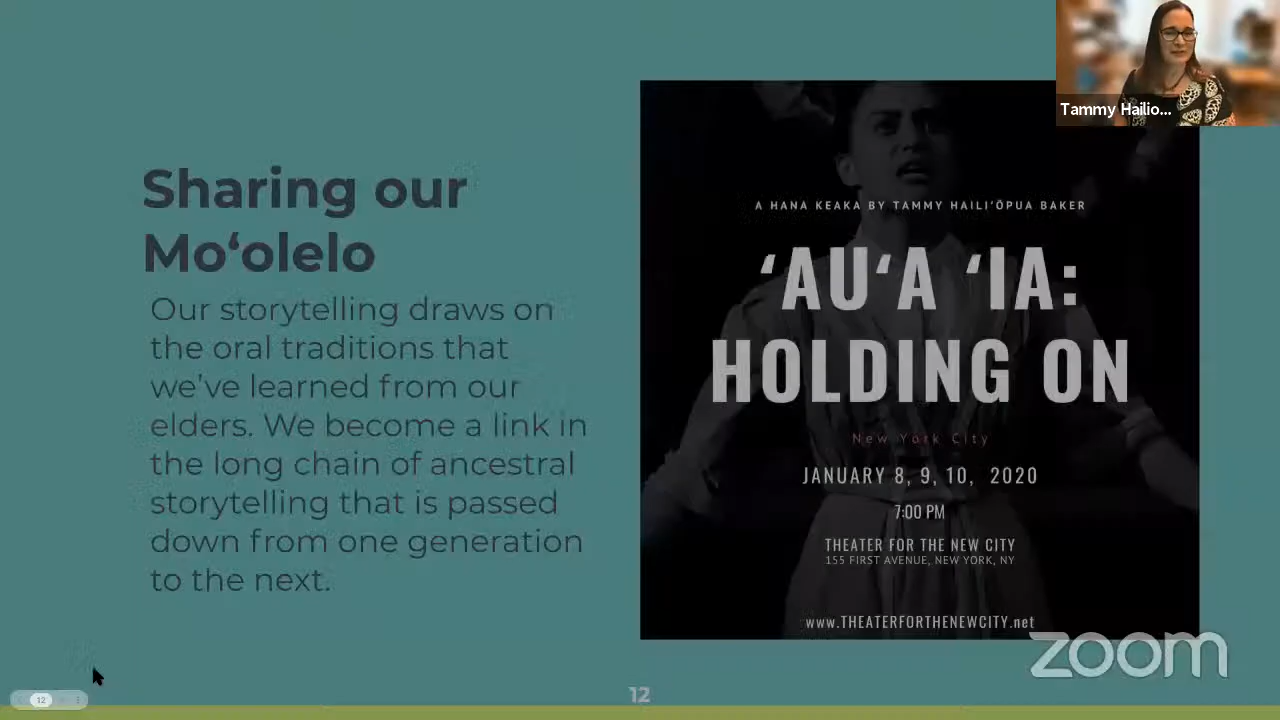 Sharing our
Moʻolelo
Our storytelling draws on
the oral traditions that
we’ve learned from our
elders. We become a link in
the long chain of ancestral
storytelling that is passed
down from one generation
to the next.
A HANA KEAKA BY TAMMY HAILIʻŌPUA BAKER
ʻAUʻA ʻIA:
HOLDING ON
New York City
JANUARY 8, 9, 10, 2020
7:00 PM
THEATER FOR THE NEW CITY
155 FIRST AVENUE, NEW YORK, NY
www.THEATERFORTHENEWCITY.net
Tammy Hailio...
zoom
12
12